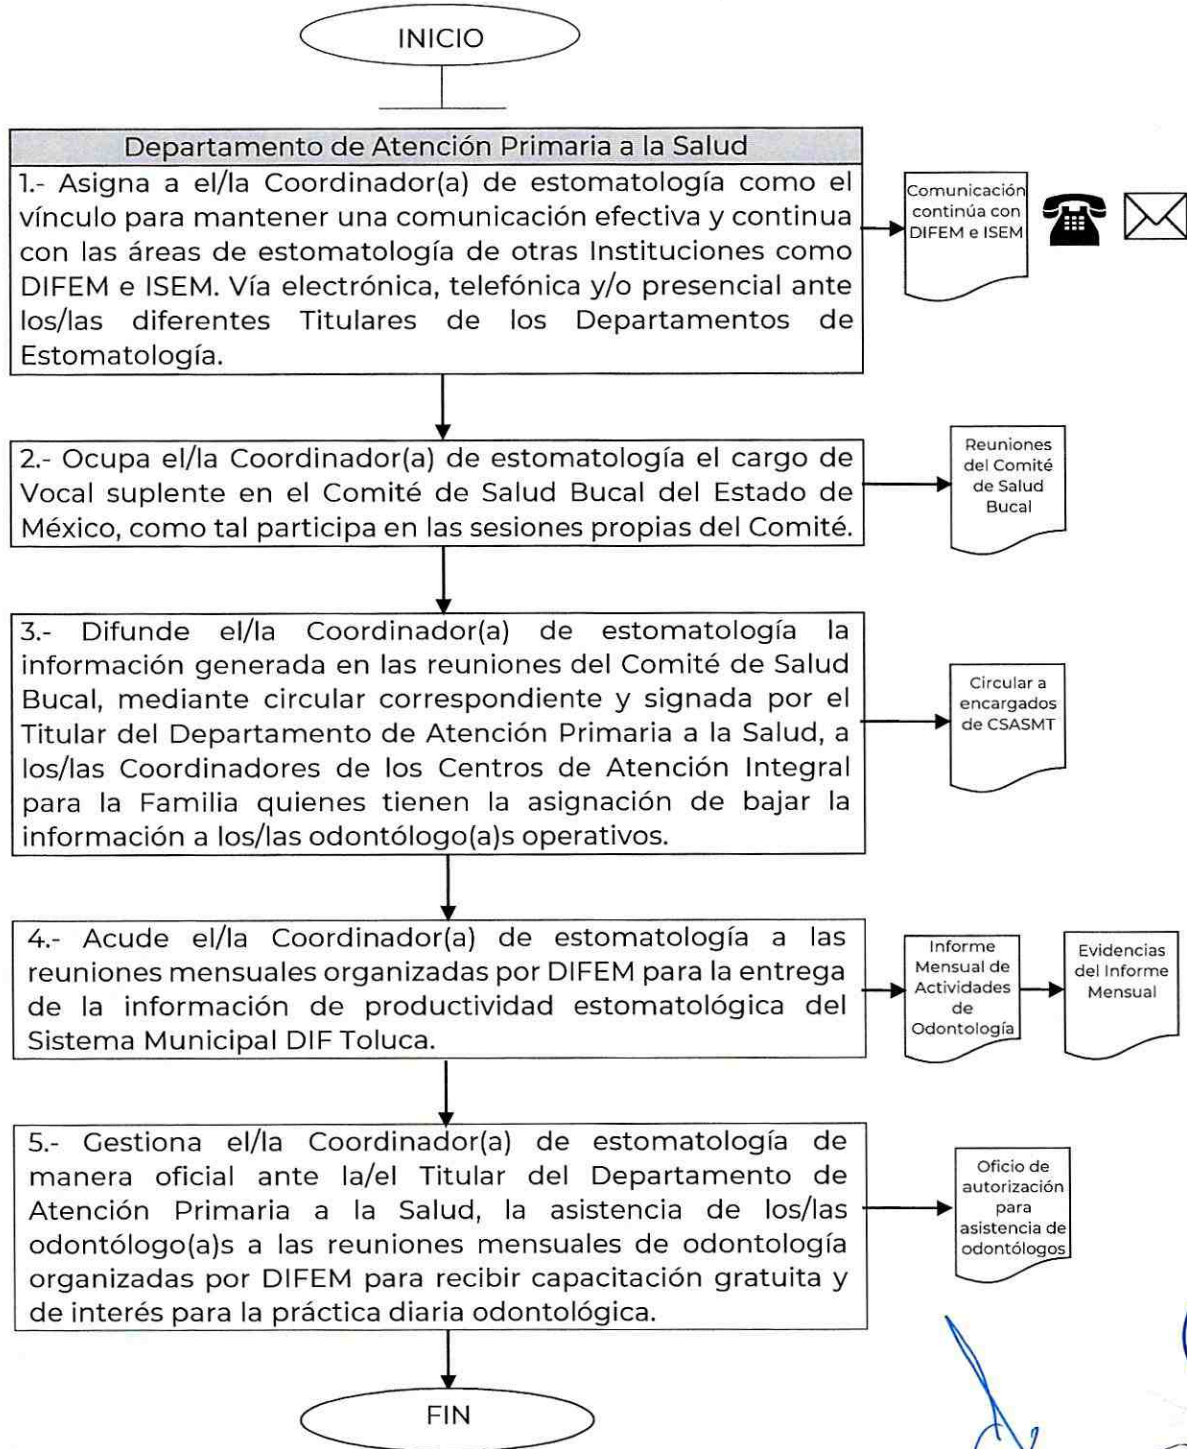 INICIO
Departamento de Atención Primaria a la Salud
1.- Asigna a el/la Coordinador(a) de estomatología como el
vínculo para mantener una comunicación efectiva y continua
con las áreas de estomatología de otras Instituciones como
DIFEM e ISEM. Vía electrónica, telefónica y/o presencial ante
los/las diferentes Titulares de los Departamentos de
Estomatología.
Comunicación
continúa con
DIFEM e ISEM
2.- Ocupa el/la Coordinador(a) de estomatología el cargo de
Vocal suplente en el Comité de Salud Bucal del Estado de
México, como tal participa en las sesiones propias del Comité.
Reuniones
del Comité
de Salud
Bucal
3.- Difunde el/la Coordinador(a) de estomatología la
información generada en las reuniones del Comité de Salud
Bucal, mediante circular correspondiente y signada por el
Titular del Departamento de Atención Primaria a la Salud, a
los/las Coordinadores de los Centros de Atención Integral
para la Familia quienes tienen la asignación de bajar la
información a los/las odontólogo(a)s operativos.
Circular a
encargados
de CSASMT
4.- Acude el/la Coordinador(a) de estomatología a las
reuniones mensuales organizadas por DIFEM para la entrega
de la información de productividad estomatológica del
Sistema Municipal DIF Toluca.
Informe
Mensual de
Actividades
de
Odontología
Evidencias
del Informe
Mensual
5.- Gestiona el/la Coordinador(a) de estomatología de
manera oficial ante la/el Titular del Departamento de
Atención Primaria a la Salud, la asistencia de los/las
odontólogo(a)s a las reuniones mensuales de odontología
organizadas por DIFEM para recibir capacitación gratuita y
de interés para la práctica diaria odontológica.
Oficio de
autorización
para
asistencia de
odontólogos
FIN